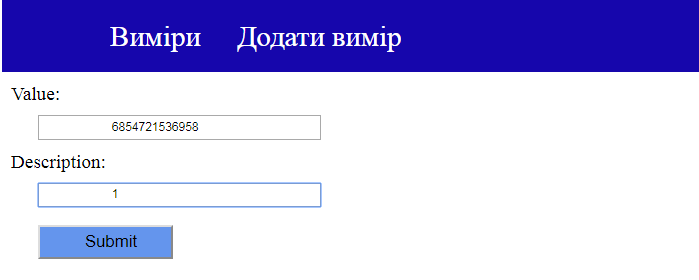 Виміри Додати вимір
Value:
6854721536958
Description:
1
Submit